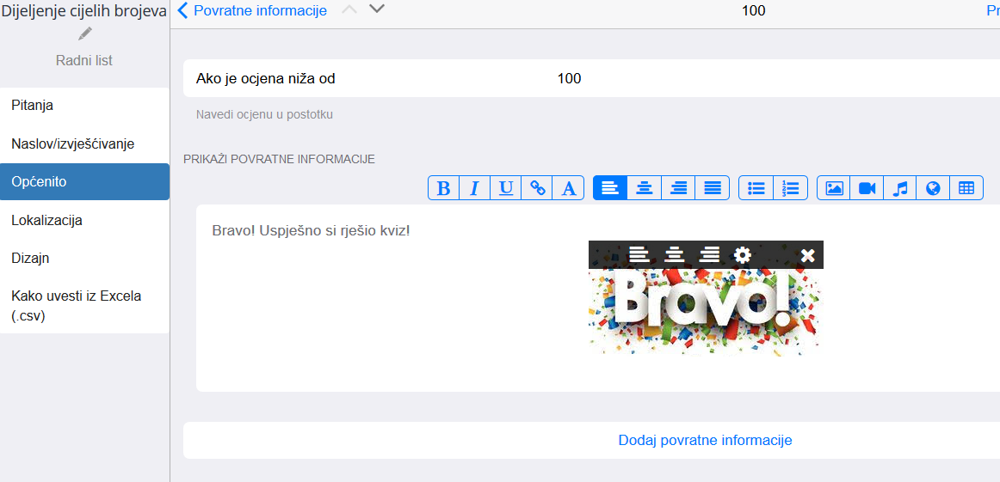 Dijeljenje cijelih brojeva
Radni list
Pitanja
Naslov/izvješćivanje
Općenito
Lokalizacija
Dizajn
Kako uvesti iz Excela
(.csv)
Povratne informacije
100
Pr
Ako je ocjena niža od
100
Navedi ocjenu u postotku
PRIKAŽI POVRATNE INFORMACIJE
B I U A
Bravo! Uspješno si rješio kviz!
Bravo!
Dodaj povratne informacije